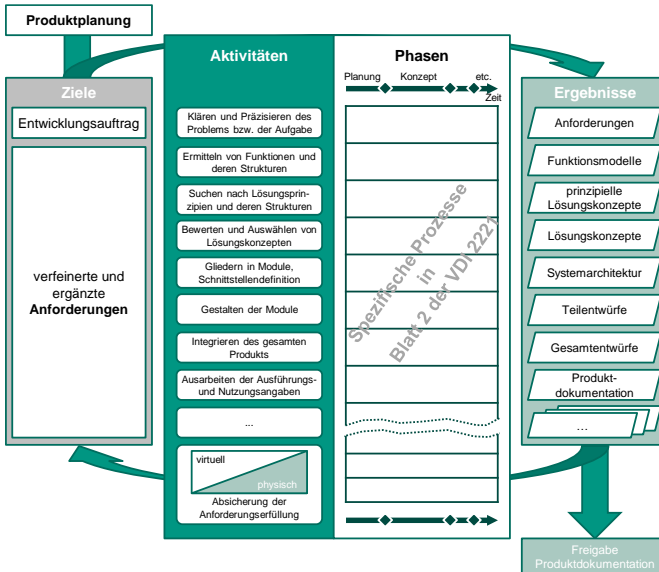 Produktplanung
Ziele
Entwicklungsauftrag
verfeinerte und
ergänzte
Anforderungen
Aktivitäten
Klären und Präzisieren des
Problems bzw. der Aufgabe
Ermitteln von Funktionen und
deren Strukturen
Suchen nach Lösungsprin-
zipien und deren Strukturen
Bewerten und Auswählen von
Lösungskonzepten
Gliedern in Module,
Schnittstellendefinition
Gestalten der Module
Integrieren des gesamten
Produkts
Ausarbeiten der Ausführungs-
und Nutzungsangaben
...
virtuell
physisch
Absicherung der
Anforderungserfüllung
Phasen
Planung Konzept etc.
Zeit
Spezifische Prozesse
in
Blatt 2 der VDI 2221
Ergebnisse
Anforderungen
Funktionsmodelle
prinzipielle
Lösungskonzepte
Lösungskonzepte
Systemarchitektur
Teilentwürfe
Gesamtentwürfe
Produkt-
dokumentation
...
Freigabe
Produktdokumentation